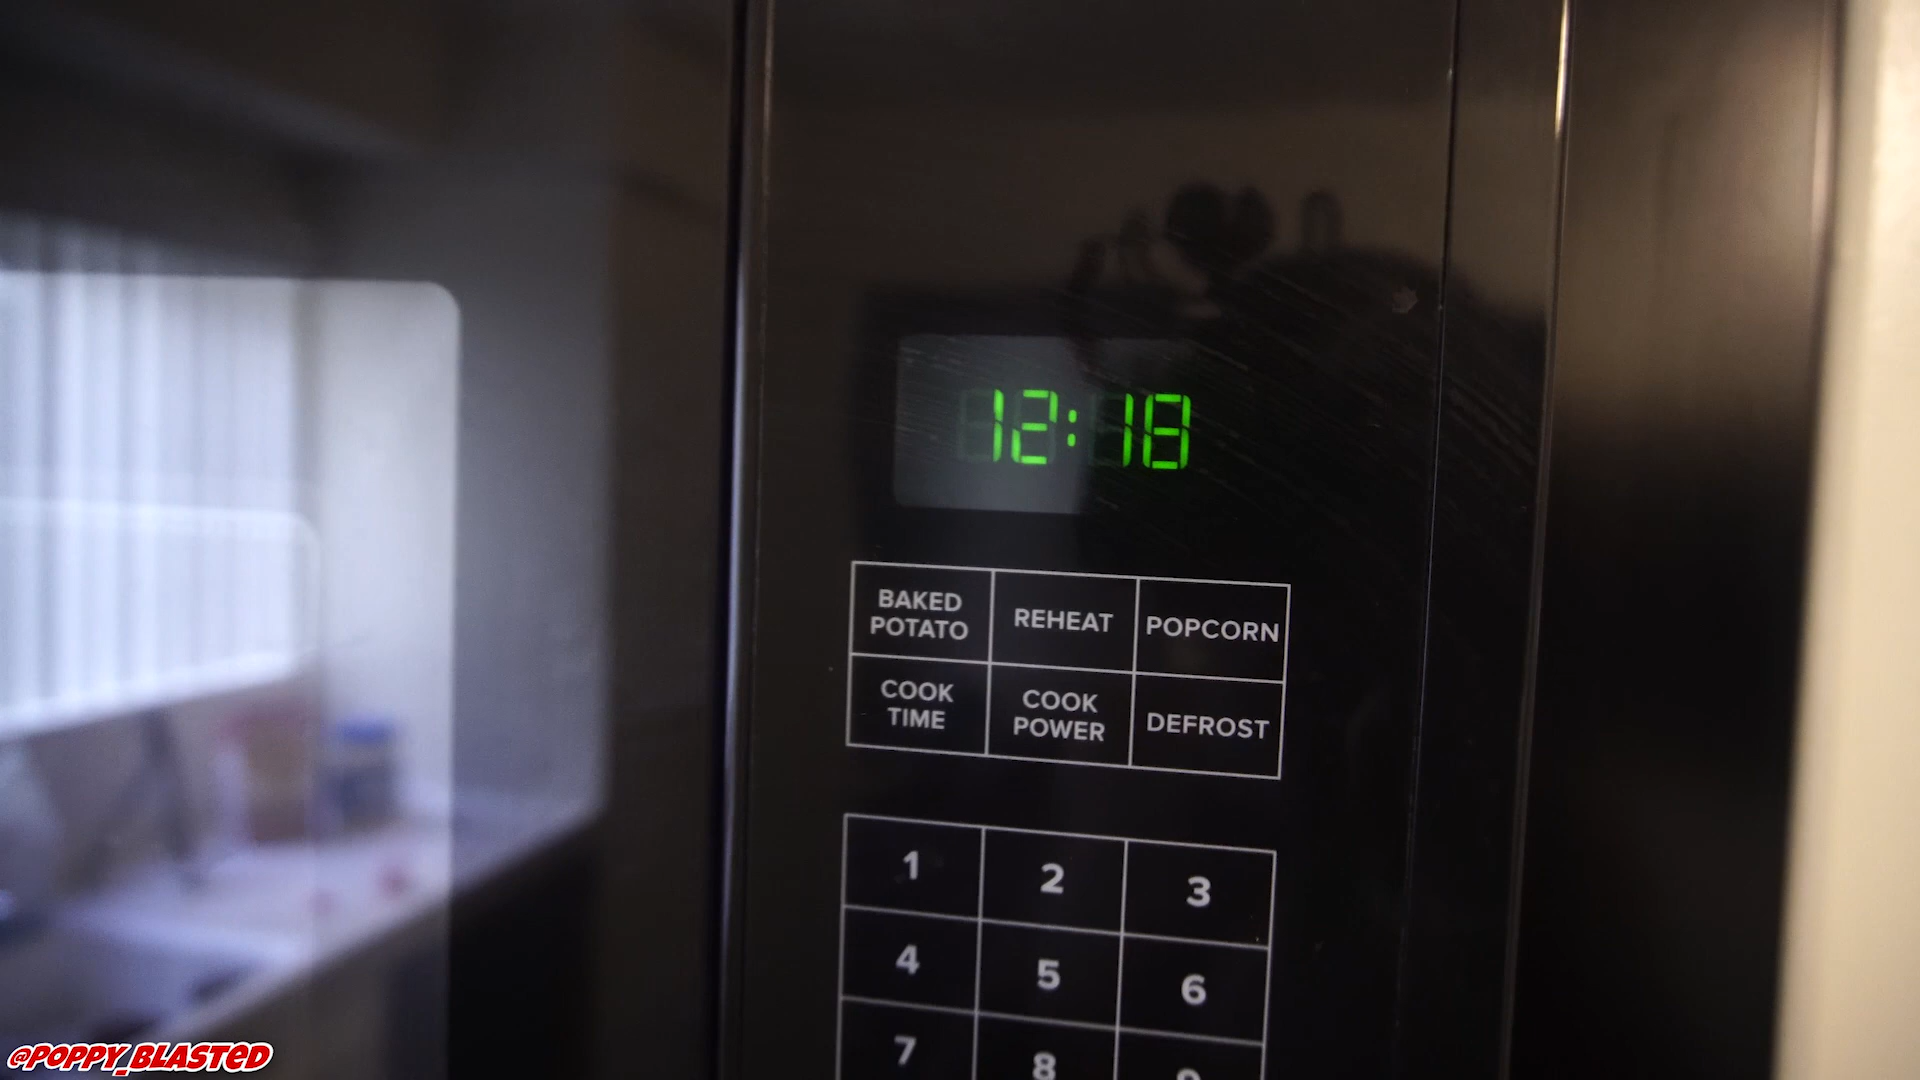 12:18
BAKED
POTATO
REHEAT
POPCORN
COOK
TIME
COOK
POWER
DEFROST
1 2 3
4 5 6
7 8 9
@POPPY_BLASTED